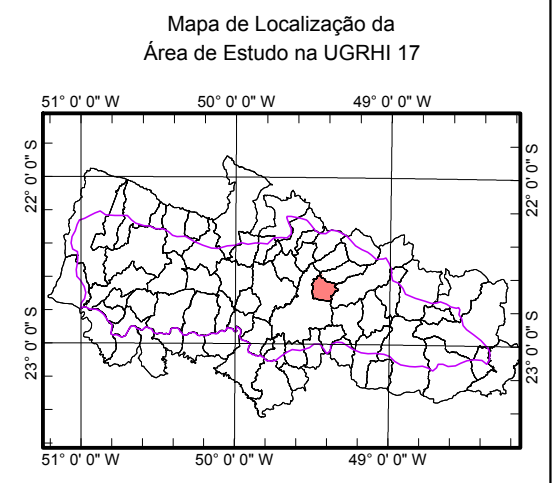 Mapa de Localização da
Área de Estudo na UGRHI 17
51° 0' 0" W 50° 0' 0" W 49° 0' 0" W
22° 0' 0" S 22° 0' 0" S
23° 0' 0" S 23° 0' 0" S
51° 0' 0" W 50° 0' 0" W 49° 0' 0" W